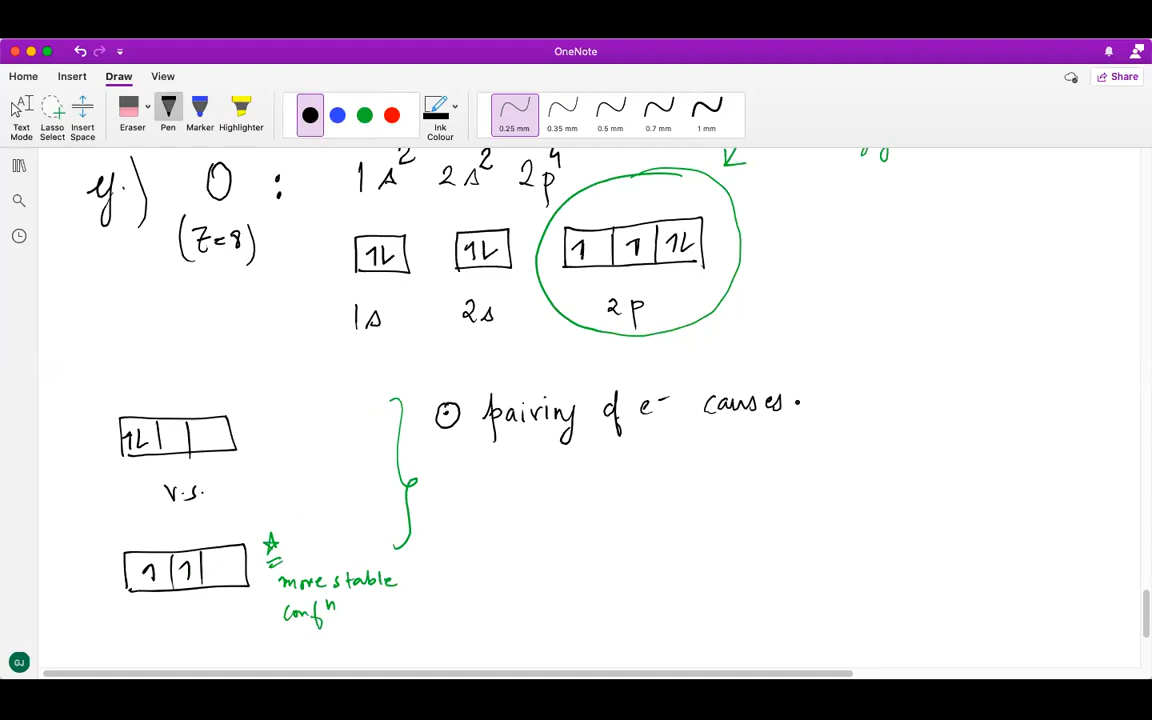 OneNote
Home Insert Draw View
Share
Text Mode
Lasso Select
Insert Space
Eraser
Pen
Marker
Highlighter
Ink Colour
0.25 mm
0.35 mm
0.5 mm
0.7 mm
1 mm
eg.) O : 1s² 2s² 2p⁴
(Z=8)
↿⇂ ↿⇂ ↿ ↿ ↿⇂
1s 2s 2p
⊙ pairing of e⁻ causes.
↿⇂
v.s.
↿ ↿
more stable
confⁿ
GJ